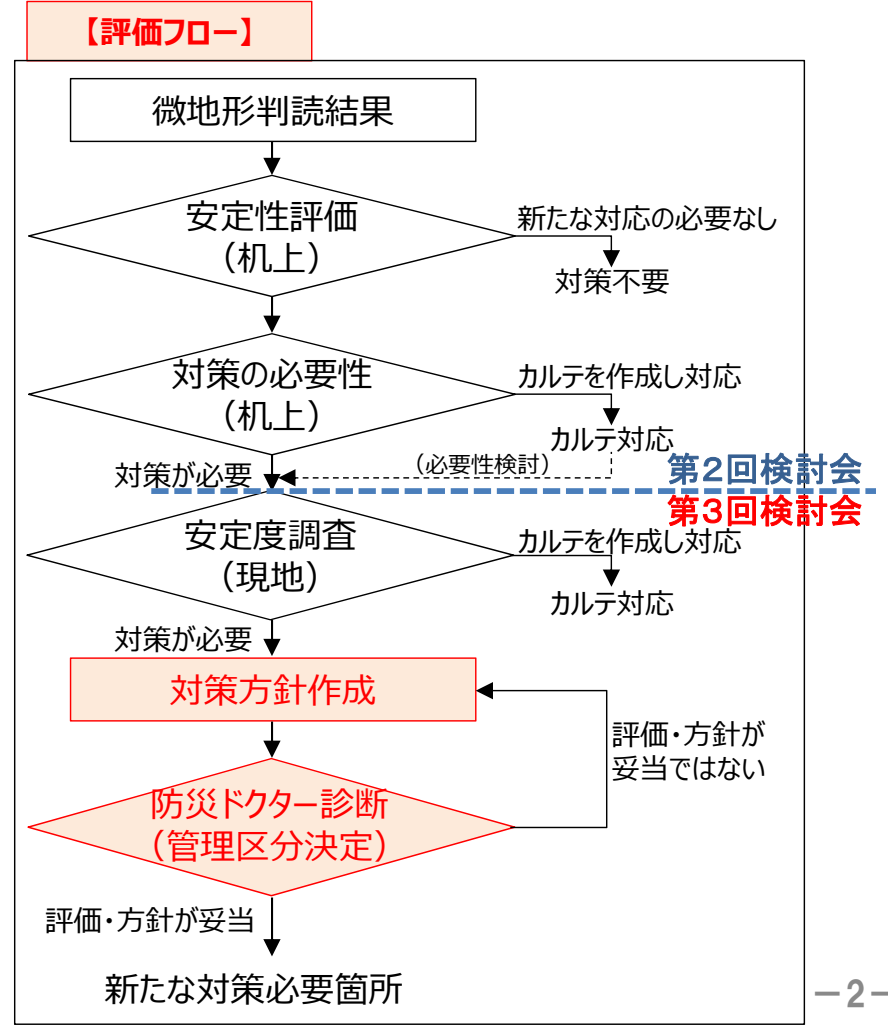 【評価フロー】
微地形判読結果
安定性評価
（机上）
新たな対応の必要なし
対策不要
対策の必要性
（机上）
カルテを作成し対応
カルテ対応
（必要性検討）
対策が必要
第２回検討会
第３回検討会
安定度調査
（現地）
カルテを作成し対応
カルテ対応
対策が必要
対策方針作成
評価・方針が
妥当ではない
防災ドクター診断
（管理区分決定）
評価・方針が妥当
新たな対策必要箇所
－2－